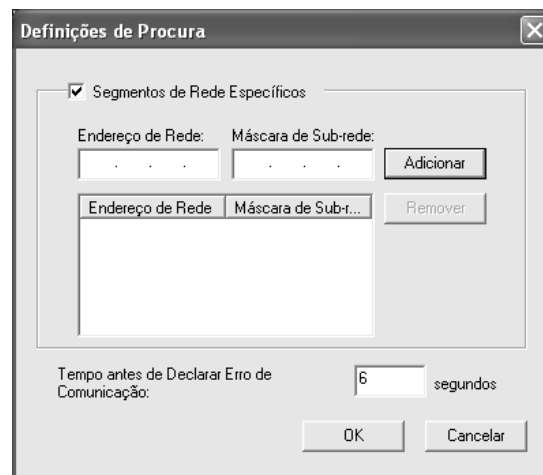 Definições de Procura
Segmentos de Rede Específicos
Endereço de Rede: Máscara de Sub-rede:
. . . . . . Adicionar
Endereço de Rede Máscara de Sub-r... Remover
Tempo antes de Declarar Erro de
Comunicação: 6 segundos
OK Cancelar